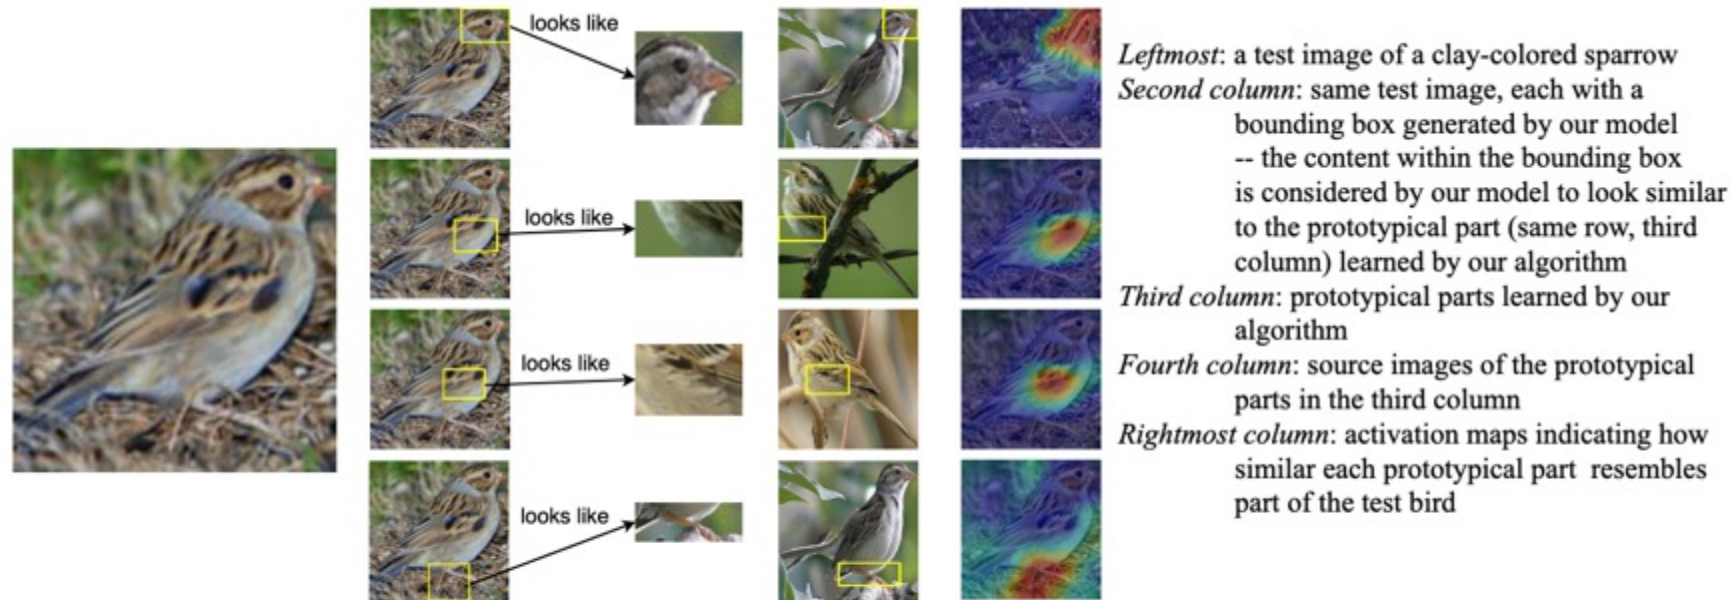 looks like
looks like
looks like
looks like
Leftmost: a test image of a clay-colored sparrow
Second column: same test image, each with a
bounding box generated by our model
-- the content within the bounding box
is considered by our model to look similar
to the prototypical part (same row, third
column) learned by our algorithm
Third column: prototypical parts learned by our
algorithm
Fourth column: source images of the prototypical
parts in the third column
Rightmost column: activation maps indicating how
similar each prototypical part resembles
part of the test bird